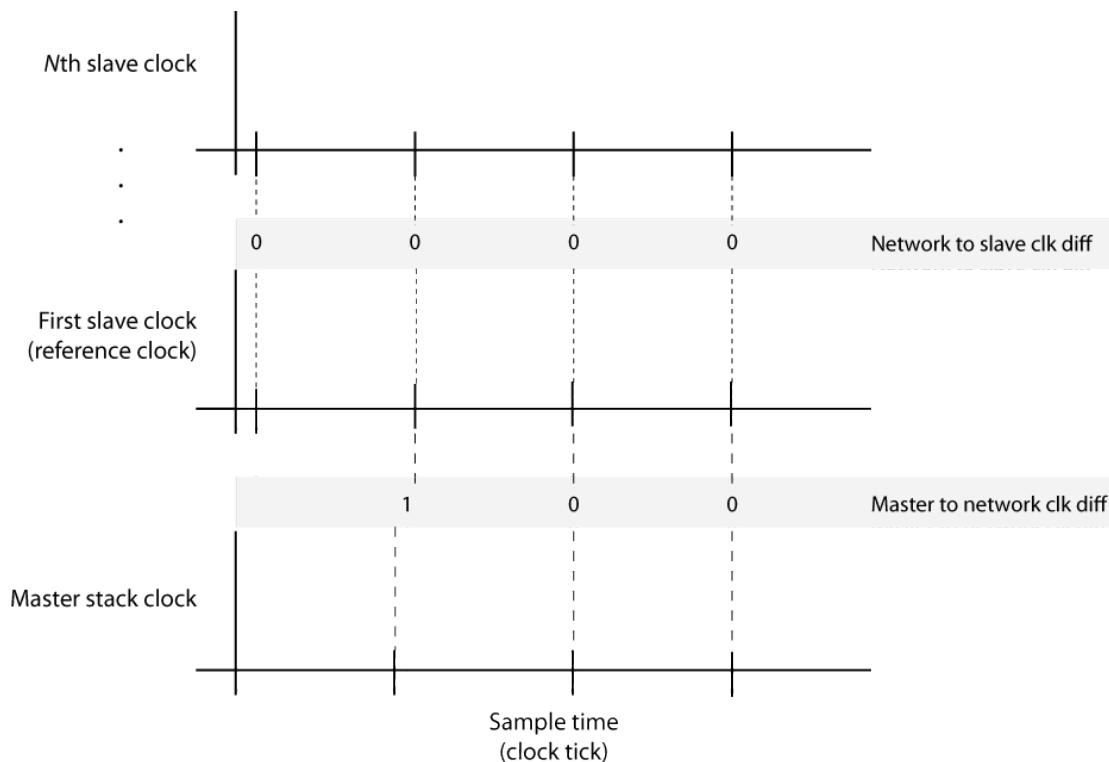 Nth slave clock
.
.
.
0 0 0 0 Network to slave clk diff
First slave clock
(reference clock)
1 0 0 Master to network clk diff
Master stack clock
Sample time
(clock tick)